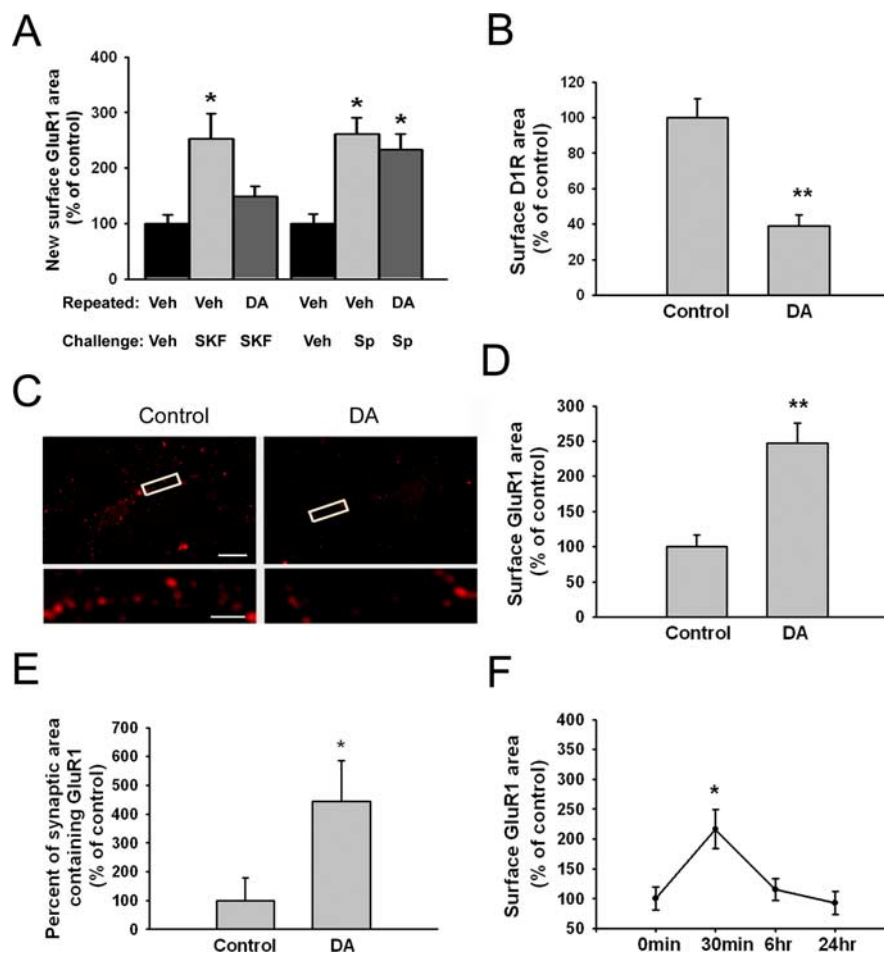 A
New surface GluR1 area
(% of control)
400
300
200
100
0
*
*
*
Repeated: Veh Veh DA Veh Veh DA
Challenge: Veh SKF SKF Veh Sp Sp
B
Surface D1R area
(% of control)
120
100
80
60
40
20
0
**
Control DA
C
Control DA
D
Surface GluR1 area
(% of control)
300
250
200
150
100
50
0
**
Control DA
E
Percent of synaptic area
containing GluR1
(% of control)
700
600
500
400
300
200
100
0
*
Control DA
F
Surface GluR1 area
(% of control)
400
350
300
250
200
150
100
50
*
0min 30min 6hr 24hr